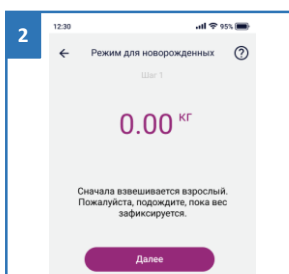 2
12:30
95%
Режим для новорожденных
?
Шаг 1
0.00 кг
Сначала взвешивается взрослый.
Пожалуйста, подождите, пока вес
зафиксируется.
Далее